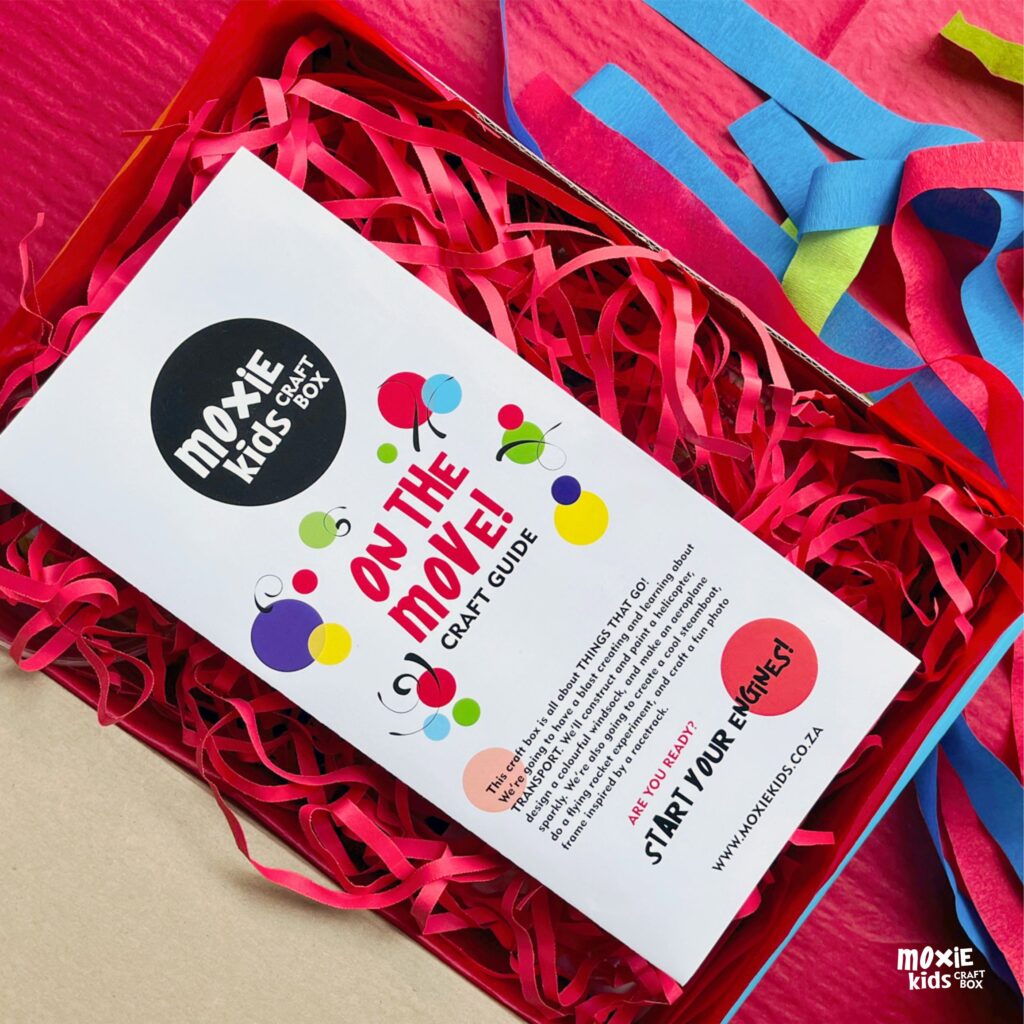 moxie
kids CRAFT
BOX
ON THE
MOVE!
CRAFT GUIDE
This craft box is all about THINGS THAT GO!
We're going to have a blast creating and learning about
TRANSPORT. We'll construct and paint a helicopter,
design a colourful windsock, and make an aeroplane
sparkly. We're also going to create a cool steamboat,
do a flying rocket experiment, and craft a fun photo
frame inspired by a racetrack.
ARE YOU READY?
START YOUR ENGINES!
WWW.MOXIEKIDS.CO.ZA
moxie
kids CRAFT
BOX